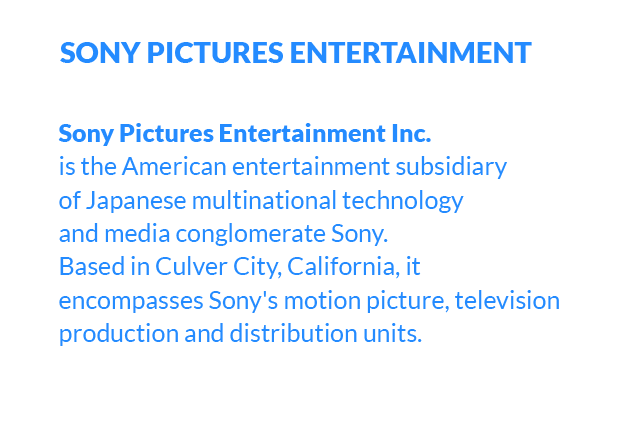 SONY PICTURES ENTERTAINMENT
Sony Pictures Entertainment Inc.
is the American entertainment subsidiary
of Japanese multinational technology
and media conglomerate Sony.
Based in Culver City, California, it
encompasses Sony's motion picture, television
production and distribution units.